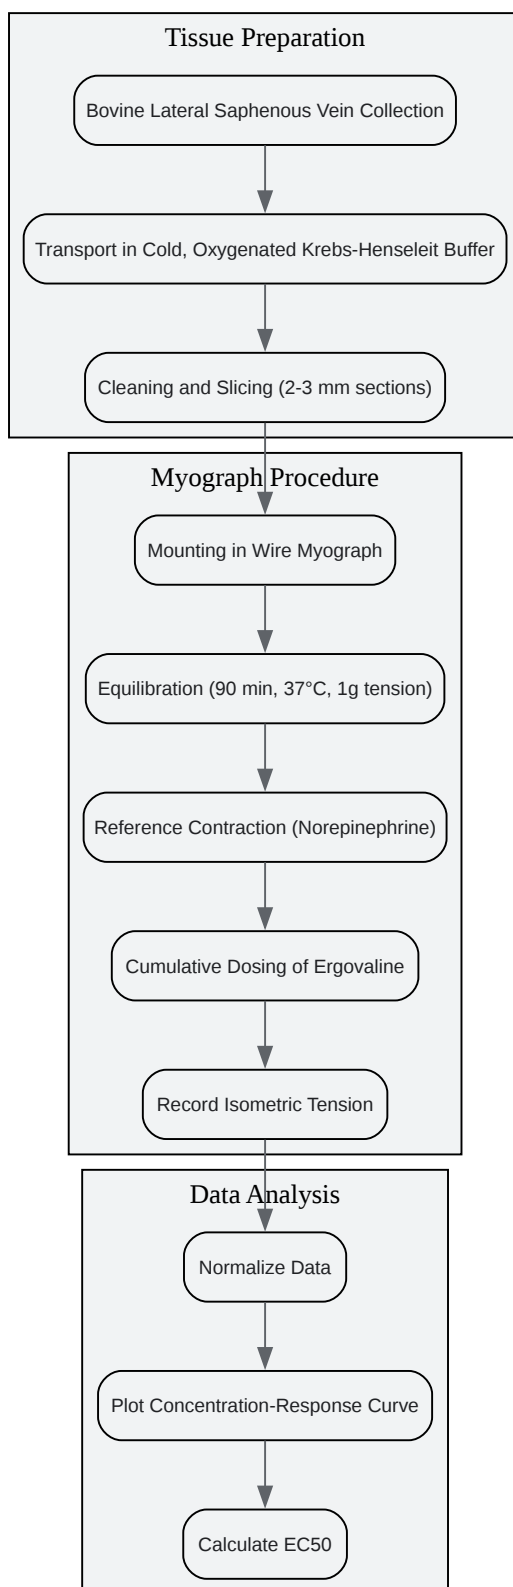 Tissue Preparation
Bovine Lateral Saphenous Vein Collection
Transport in Cold, Oxygenated Krebs-Henseleit Buffer
Cleaning and Slicing (2-3 mm sections)
Myograph Procedure
Mounting in Wire Myograph
Equilibration (90 min, 37°C, 1g tension)
Reference Contraction (Norepinephrine)
Cumulative Dosing of Ergovaline
Record Isometric Tension
Data Analysis
Normalize Data
Plot Concentration-Response Curve
Calculate EC50